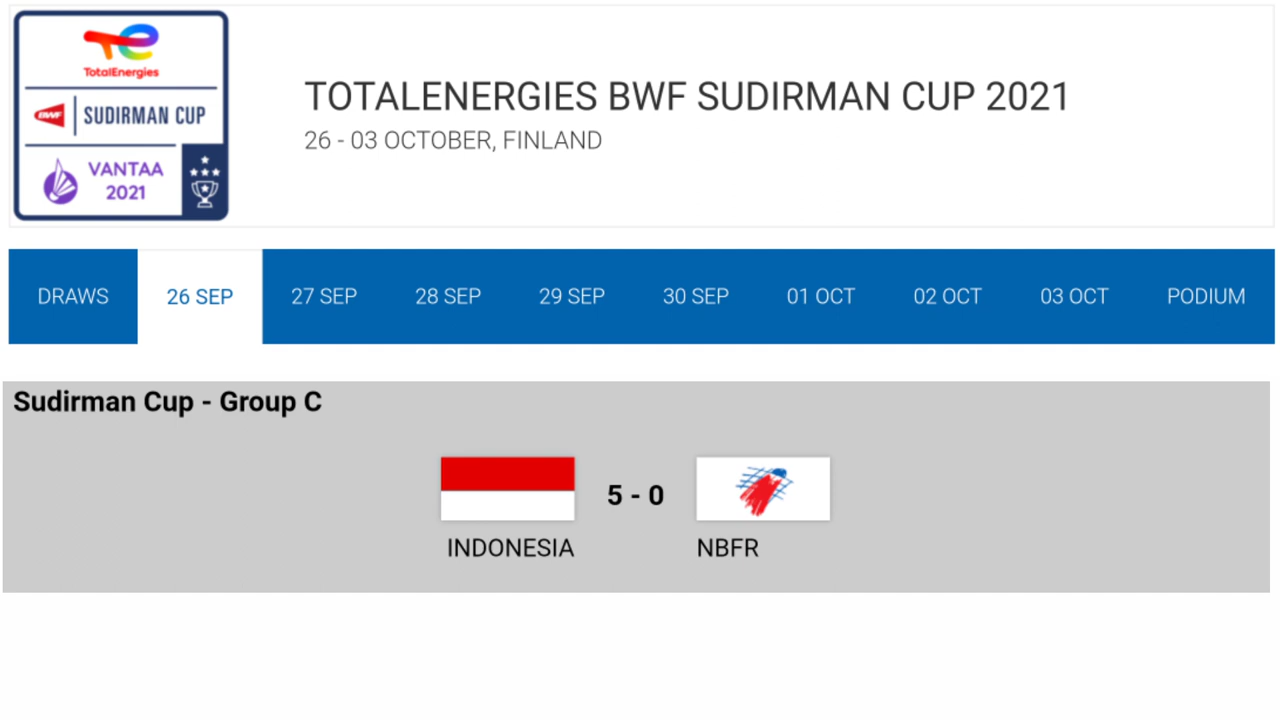 TotalEnergies
BWF SUDIRMAN CUP
VANTAA
2021
TOTALENERGIES BWF SUDIRMAN CUP 2021
26 - 03 OCTOBER, FINLAND
DRAWS 26 SEP 27 SEP 28 SEP 29 SEP 30 SEP 01 OCT 02 OCT 03 OCT PODIUM
Sudirman Cup - Group C
5 - 0
INDONESIA NBFR